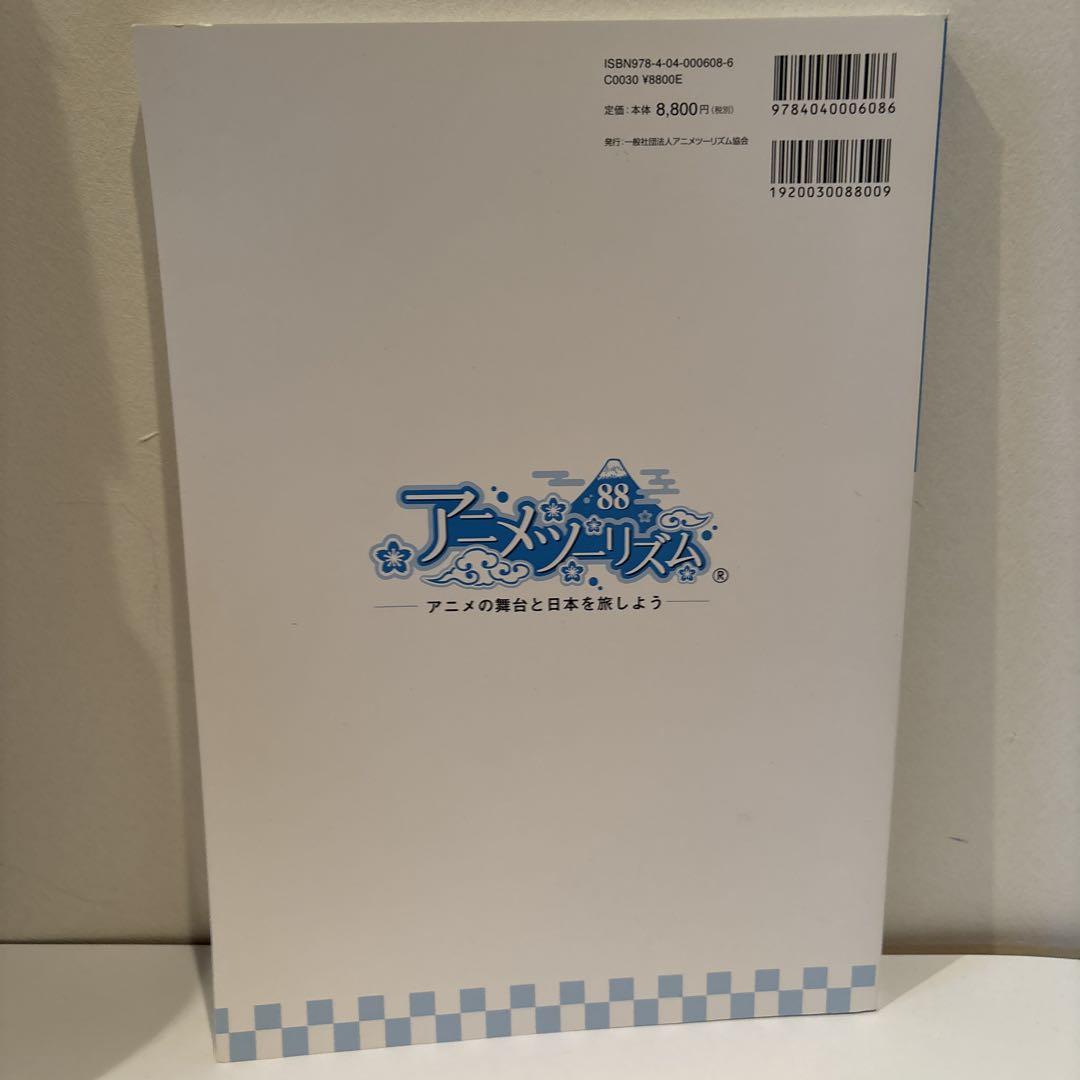 ISBN978-4-04-000608-6
C0030 ¥8800E
定価：本体 8,800円（税別）
発行：一般社団法人アニメツーリズム協会
9784040006086
1920030088009
88
アニメツーリズム
®
アニメの舞台と日本を旅しよう